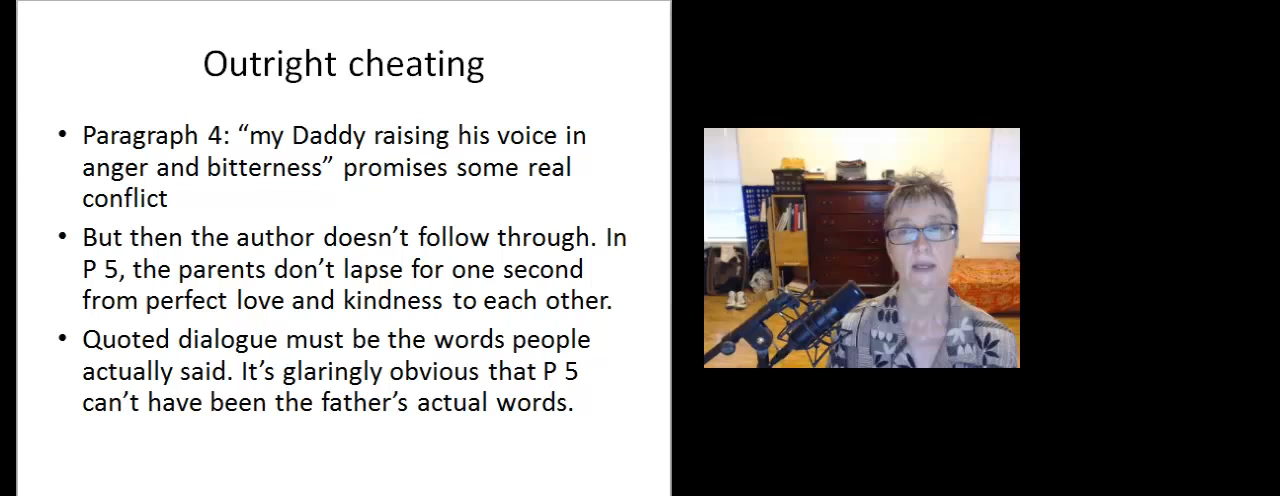 Outright cheating
• Paragraph 4: “my Daddy raising his voice in
anger and bitterness” promises some real
conflict
• But then the author doesn’t follow through. In
P 5, the parents don’t lapse for one second
from perfect love and kindness to each other.
• Quoted dialogue must be the words people
actually said. It’s glaringly obvious that P 5
can’t have been the father’s actual words.